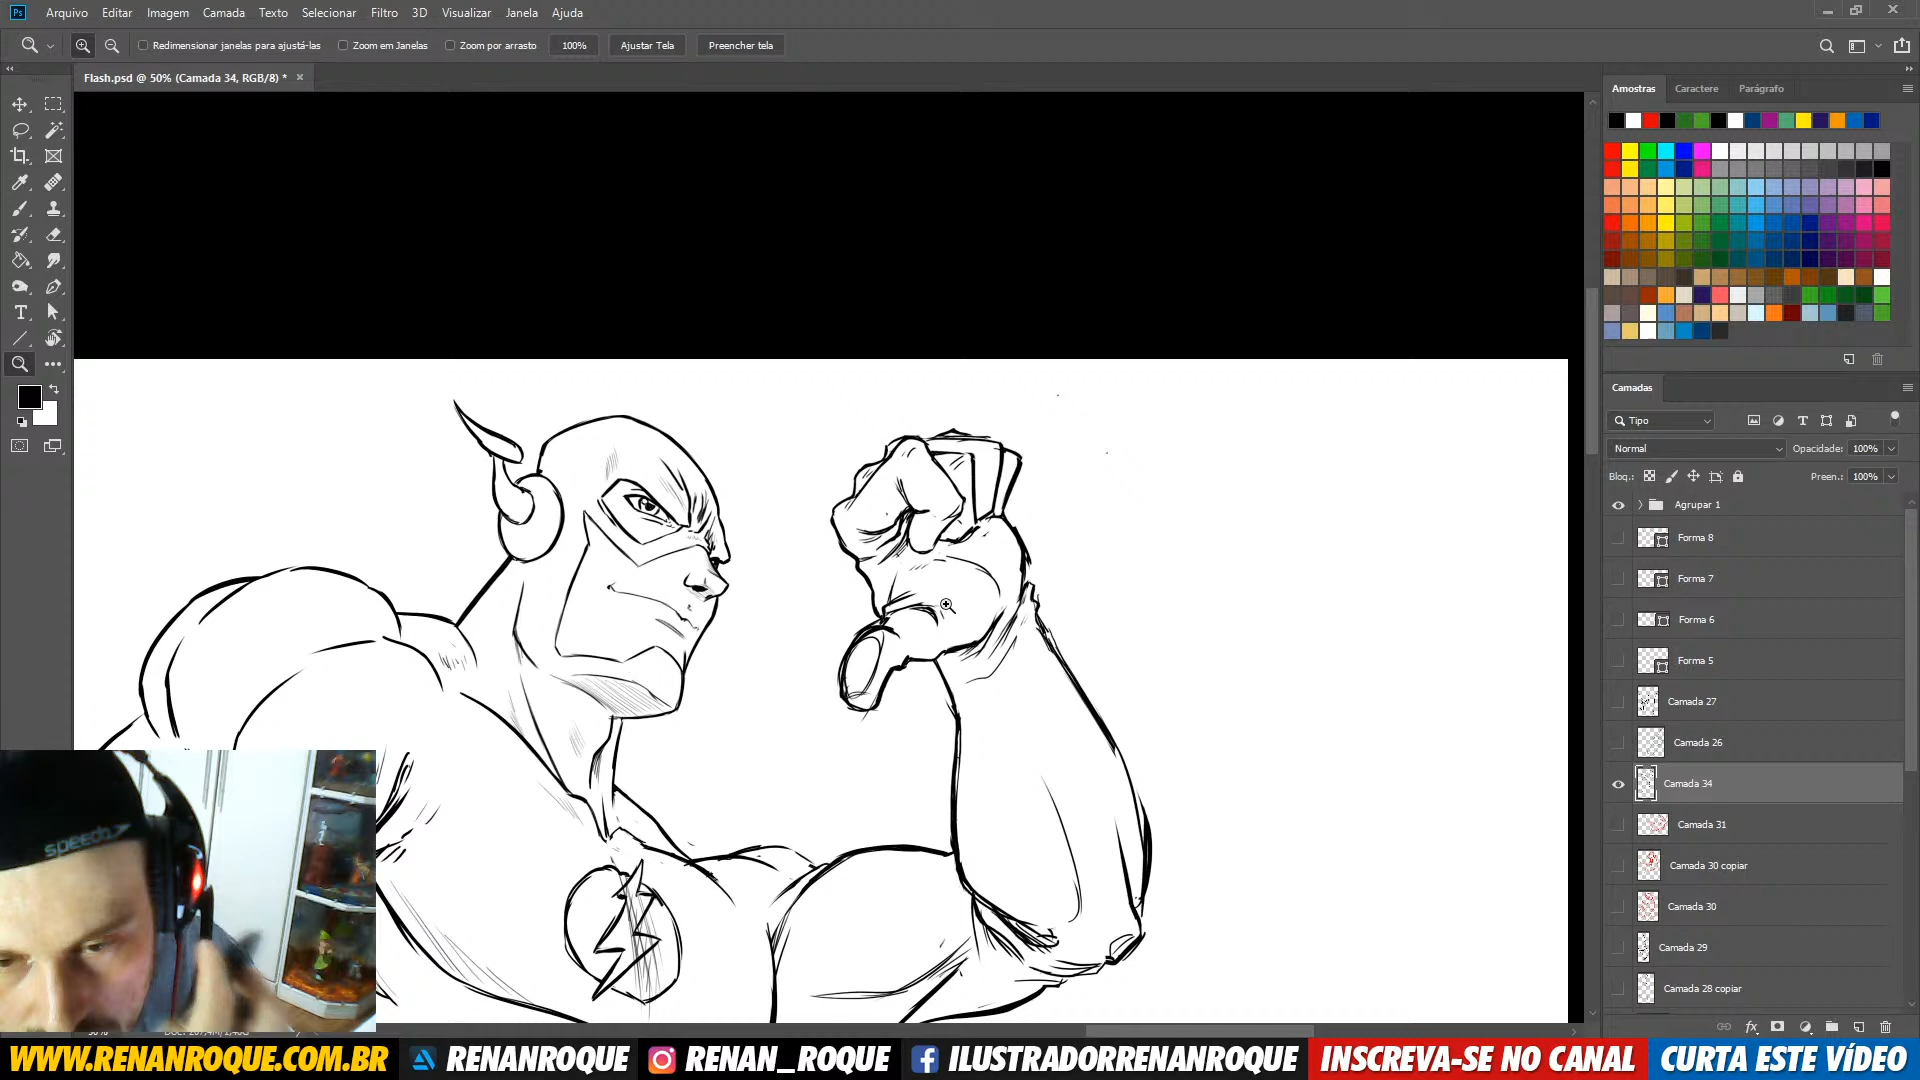 Ps Arquivo Editar Imagem Camada Texto Selecionar Filtro 3D Visualizar Janela Ajuda
Redimensionar janelas para ajustá-las Zoom em Janelas Zoom por arrasto 100% Ajustar Tela Preencher tela
Flash.psd @ 50% (Camada 34, RGB/8) *
Amostras Caractere Parágrafo
Camadas
Tipo
Normal Opacidade: 100%
Bloq.: Preen.: 100%
Agrupar 1
Forma 8
Forma 7
Forma 6
Forma 5
Camada 27
Camada 26
Camada 34
Camada 31
Camada 30 copiar
Camada 30
Camada 29
Camada 28 copiar
speedo
WWW.RENANROQUE.COM.BR RENANROQUE RENAN__ROQUE ILUSTRADORRENANROQUE INSCREVA-SE NO CANAL CURTA ESTE VÍDEO